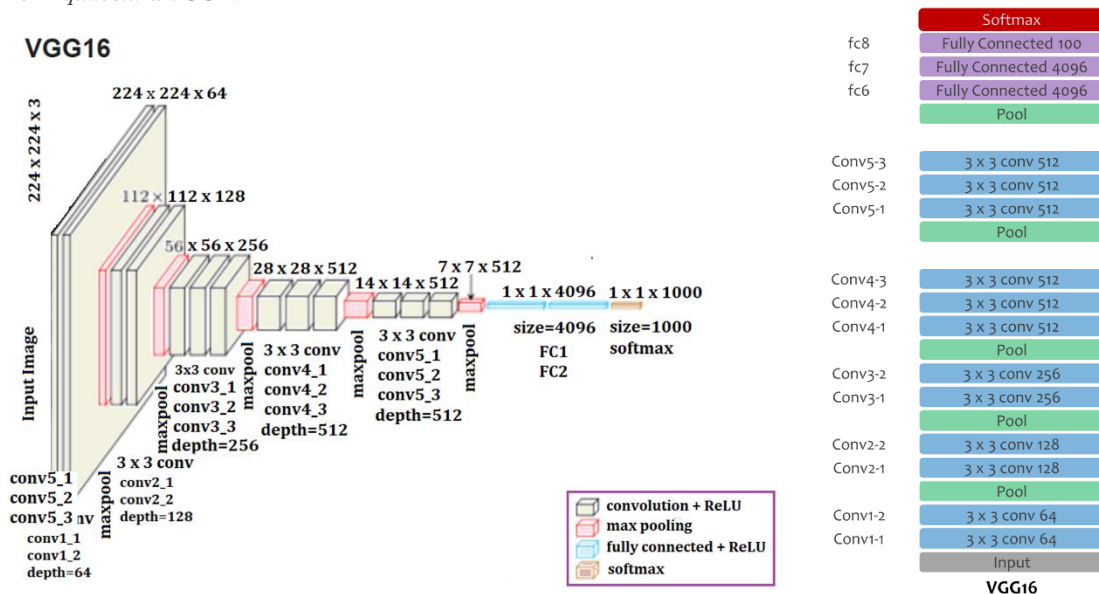 VGG16
224 x 224 x 3
224 x 224 x 64
112 x 112 x 128
56 x 56 x 256
28 x 28 x 512
14 x 14 x 512
7 x 7 x 512
1 x 1 x 4096
1 x 1 x 1000
Input Image
conv5_1
conv5_2
conv5_3
conv1_1
conv1_2
depth=64
maxpool
3 x 3 conv
conv2_1
conv2_2
depth=128
maxpool
3x3 conv
conv3_1
conv3_2
conv3_3
depth=256
maxpool
3 x 3 conv
conv4_1
conv4_2
conv4_3
depth=512
maxpool
3 x 3 conv
conv5_1
conv5_2
conv5_3
depth=512
maxpool
size=4096
FC1
FC2
size=1000
softmax
convolution + ReLU
max pooling
fully connected + ReLU
softmax
Softmax
fc8 Fully Connected 100
fc7 Fully Connected 4096
fc6 Fully Connected 4096
Pool
Conv5-3 3 x 3 conv 512
Conv5-2 3 x 3 conv 512
Conv5-1 3 x 3 conv 512
Pool
Conv4-3 3 x 3 conv 512
Conv4-2 3 x 3 conv 512
Conv4-1 3 x 3 conv 512
Pool
Conv3-2 3 x 3 conv 256
Conv3-1 3 x 3 conv 256
Pool
Conv2-2 3 x 3 conv 128
Conv2-1 3 x 3 conv 128
Pool
Conv1-2 3 x 3 conv 64
Conv1-1 3 x 3 conv 64
Input
VGG16